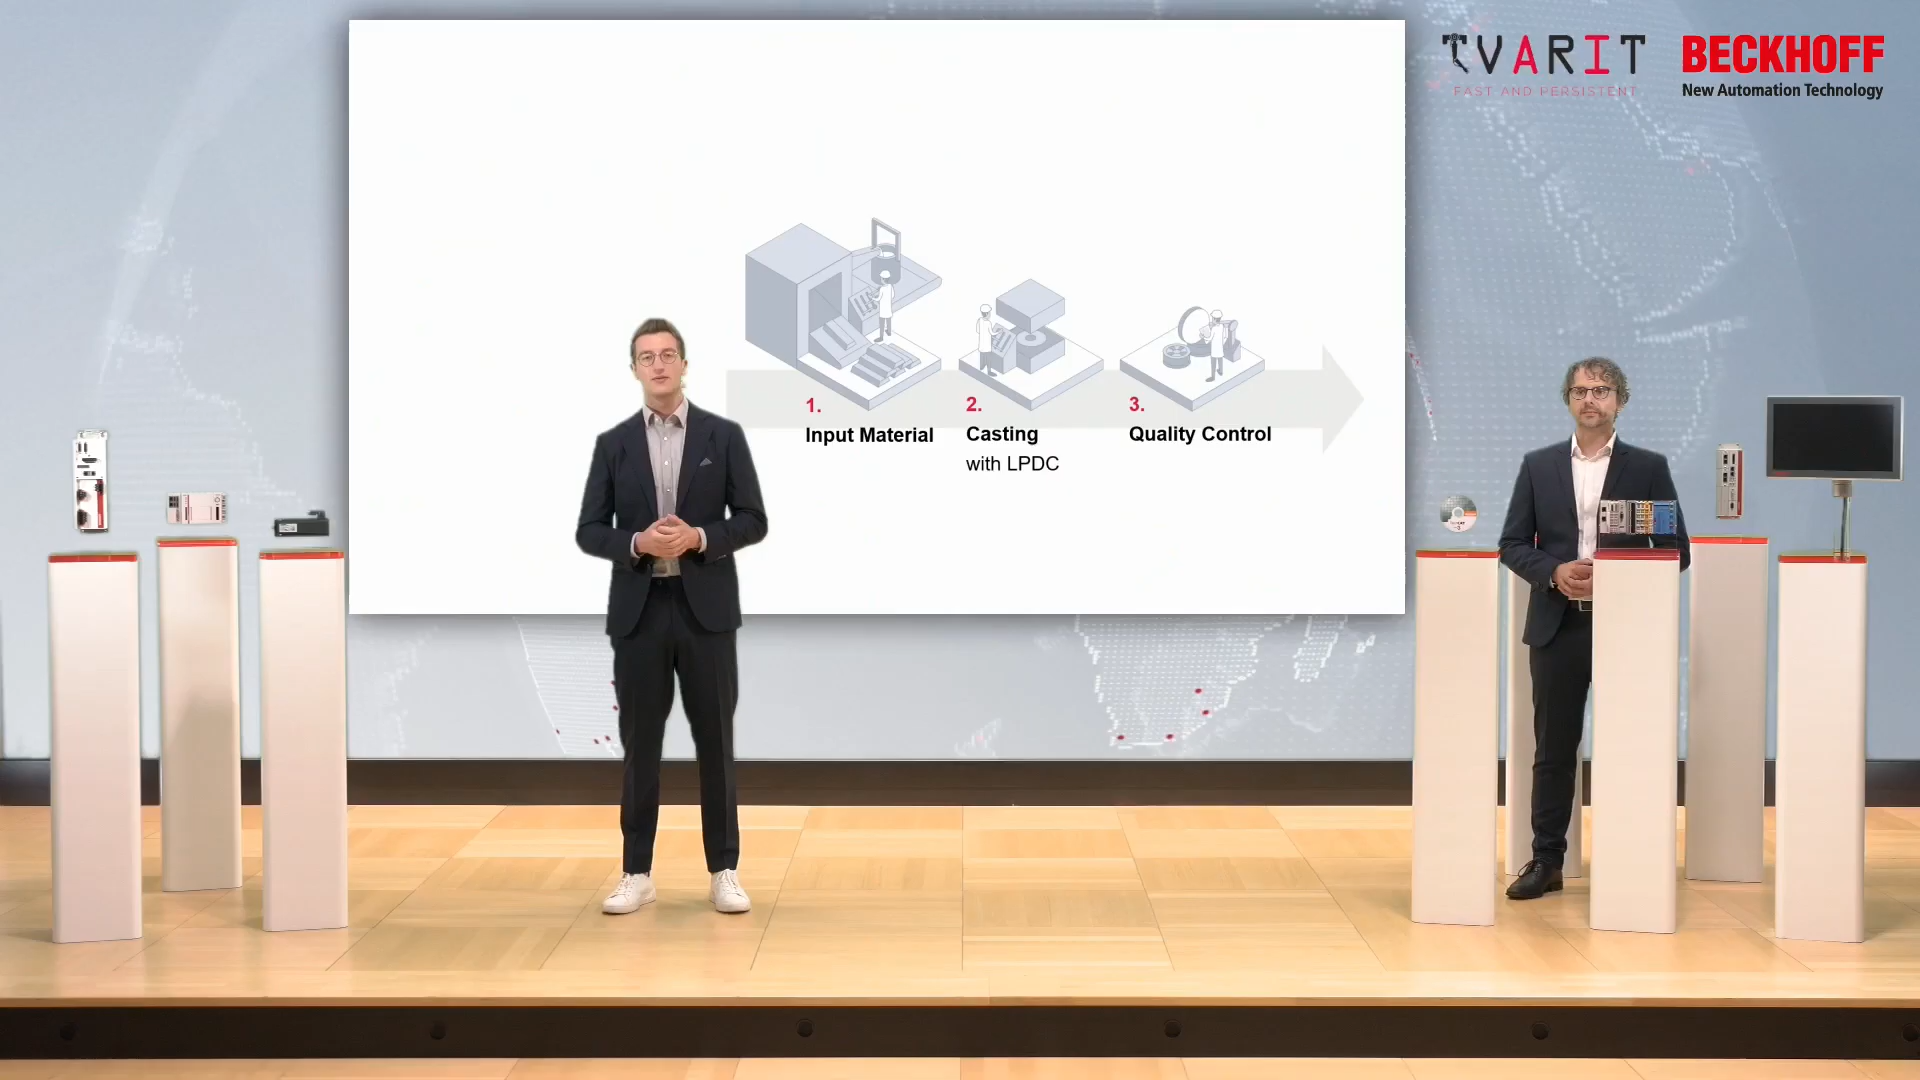 TVARIT
FAST AND PERSISTENT
BECKHOFF
New Automation Technology
1.
Input Material
2.
Casting
with LPDC
3.
Quality Control